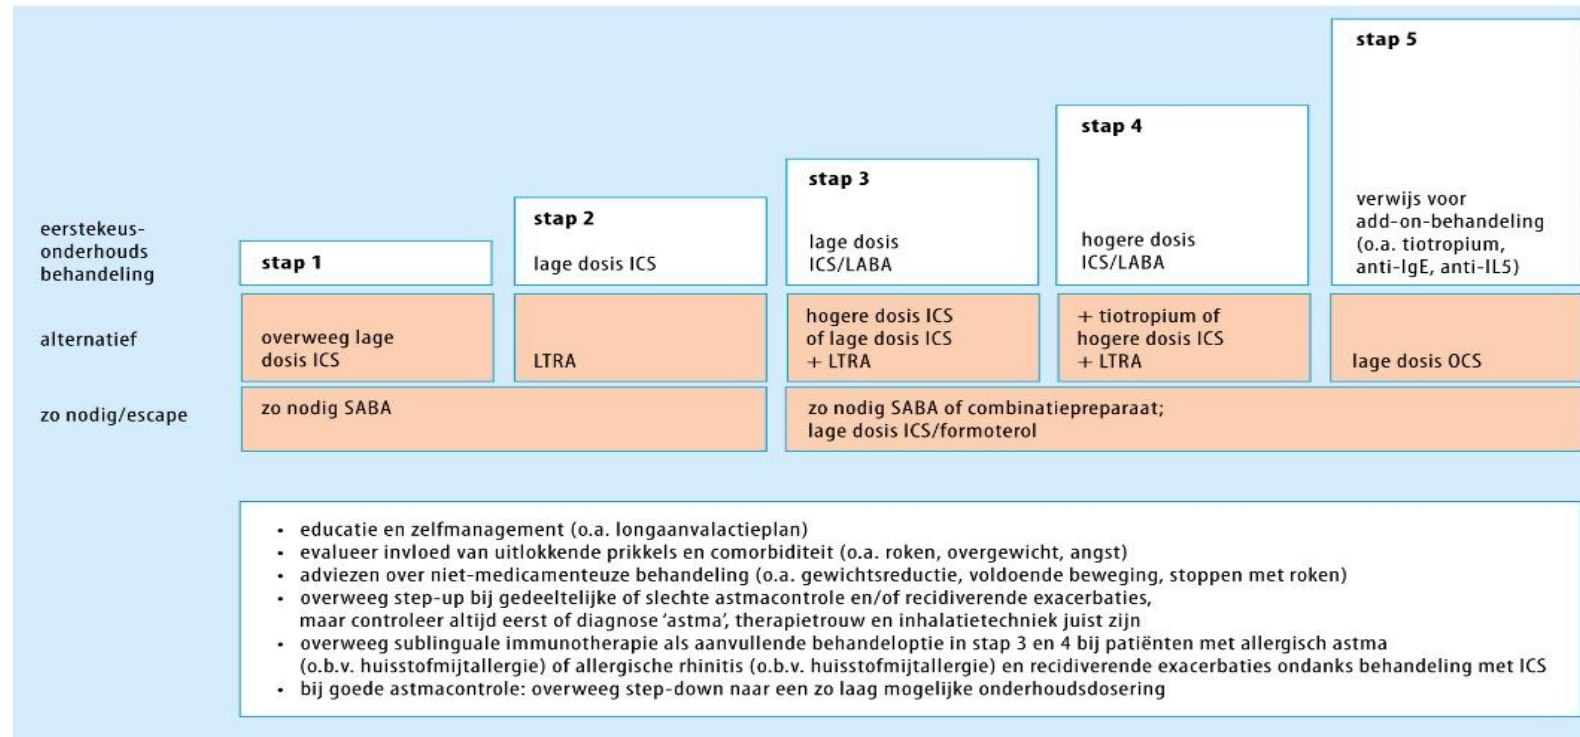 eerstekeus-
onderhouds
behandeling
stap 1
stap 2
lage dosis ICS
stap 3
lage dosis
ICS/LABA
stap 4
hogere dosis
ICS/LABA
stap 5
verwijs voor
add-on-behandeling
(o.a. tiotropium,
anti-IgE, anti-IL5)
alternatief
overweeg lage
dosis ICS
LTRA
hogere dosis ICS
of lage dosis ICS
+ LTRA
+ tiotropium of
hogere dosis ICS
+ LTRA
lage dosis OCS
zo nodig/escape
zo nodig SABA
zo nodig SABA of combinatiepreparaat;
lage dosis ICS/formoterol
• educatie en zelfmanagement (o.a. longaanvalactieplan)
• evalueer invloed van uitlokkende prikkels en comorbiditeit (o.a. roken, overgewicht, angst)
• adviezen over niet-medicamenteuze behandeling (o.a. gewichtsreductie, voldoende beweging, stoppen met roken)
• overweeg step-up bij gedeeltelijke of slechte astmacontrole en/of recidiverende exacerbaties,
maar controleer altijd eerst of diagnose ‘astma’, therapietrouw en inhalatietechniek juist zijn
• overweeg sublinguale immunotherapie als aanvullende behandeloptie in stap 3 en 4 bij patiënten met allergisch astma
(o.b.v. huisstofmijtallergie) of allergische rhinitis (o.b.v. huisstofmijtallergie) en recidiverende exacerbaties ondanks behandeling met ICS
• bij goede astmacontrole: overweeg step-down naar een zo laag mogelijke onderhoudsdosering